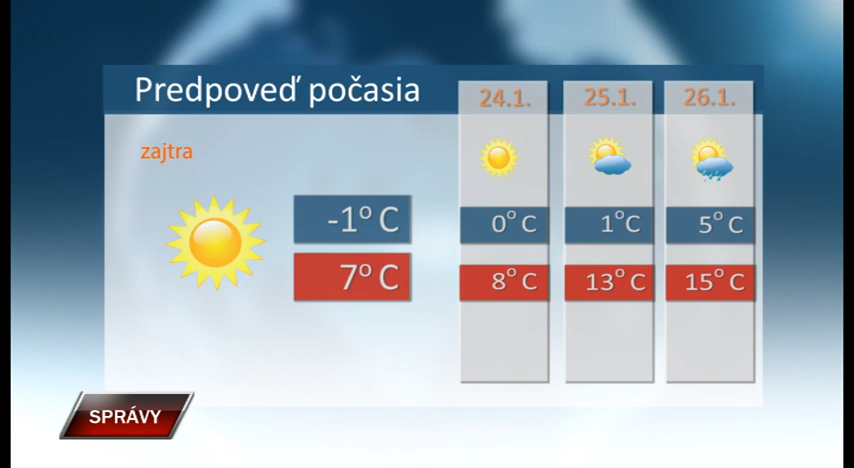 Predpoveď počasia
zajtra
-1° C
7° C
24.1.
0° C
8° C
25.1.
1°C
13° C
26.1.
5° C
15° C
SPRÁVY